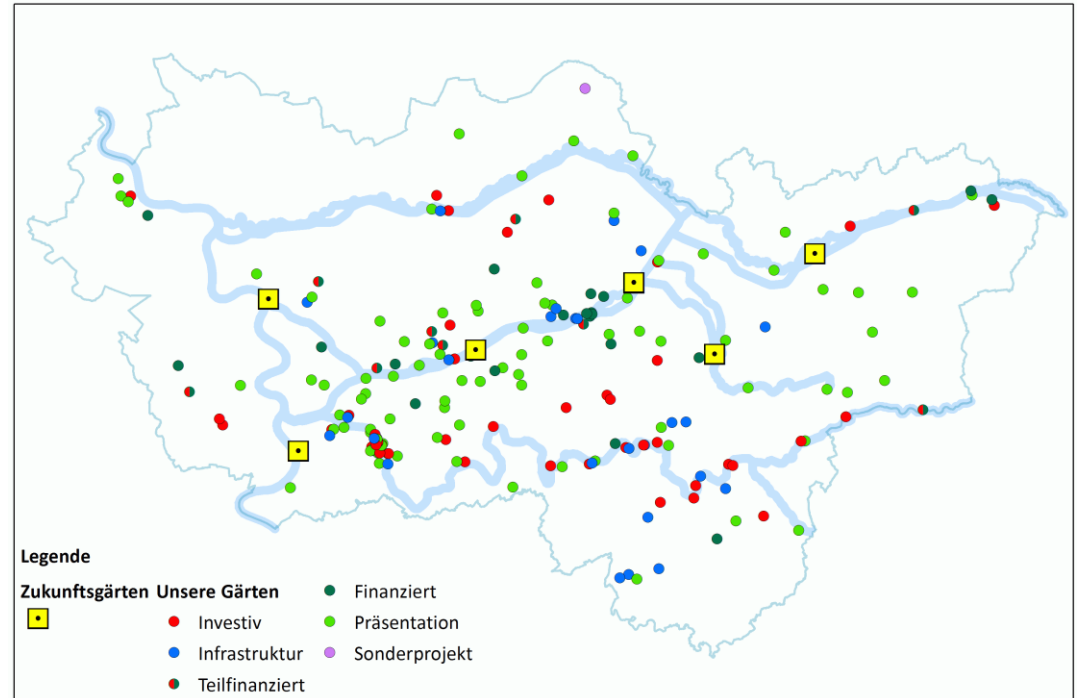 Legende
Zukunftsgärten Unsere Gärten
Finanziert
Investiv
Präsentation
Infrastruktur
Sonderprojekt
Teilfinanziert